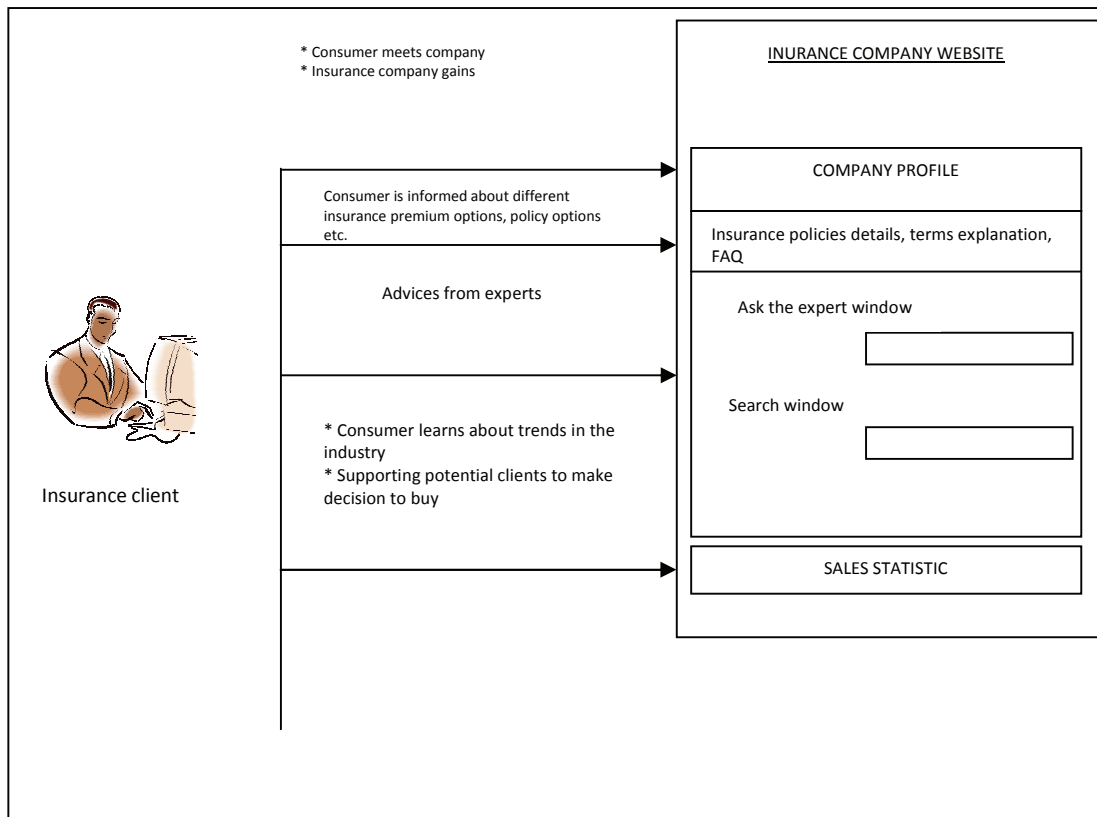 * Consumer meets company
* Insurance company gains
INURANCE COMPANY WEBSITE
COMPANY PROFILE
Consumer is informed about different
insurance premium options, policy options
etc.
Insurance policies details, terms explanation,
FAQ
Advices from experts
Ask the expert window
Search window
* Consumer learns about trends in the
industry
* Supporting potential clients to make
decision to buy
Insurance client
SALES STATISTIC